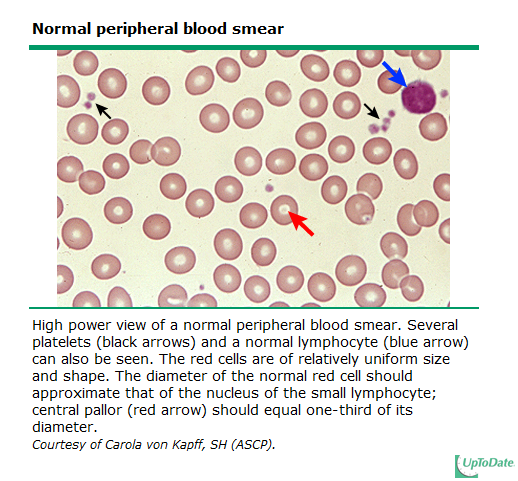 Normal peripheral blood smear
High power view of a normal peripheral blood smear. Several
platelets (black arrows) and a normal lymphocyte (blue arrow)
can also be seen. The red cells are of relatively uniform size
and shape. The diameter of the normal red cell should
approximate that of the nucleus of the small lymphocyte;
central pallor (red arrow) should equal one-third of its
diameter.
Courtesy of Carola von Kapff, SH (ASCP).
UpToDate